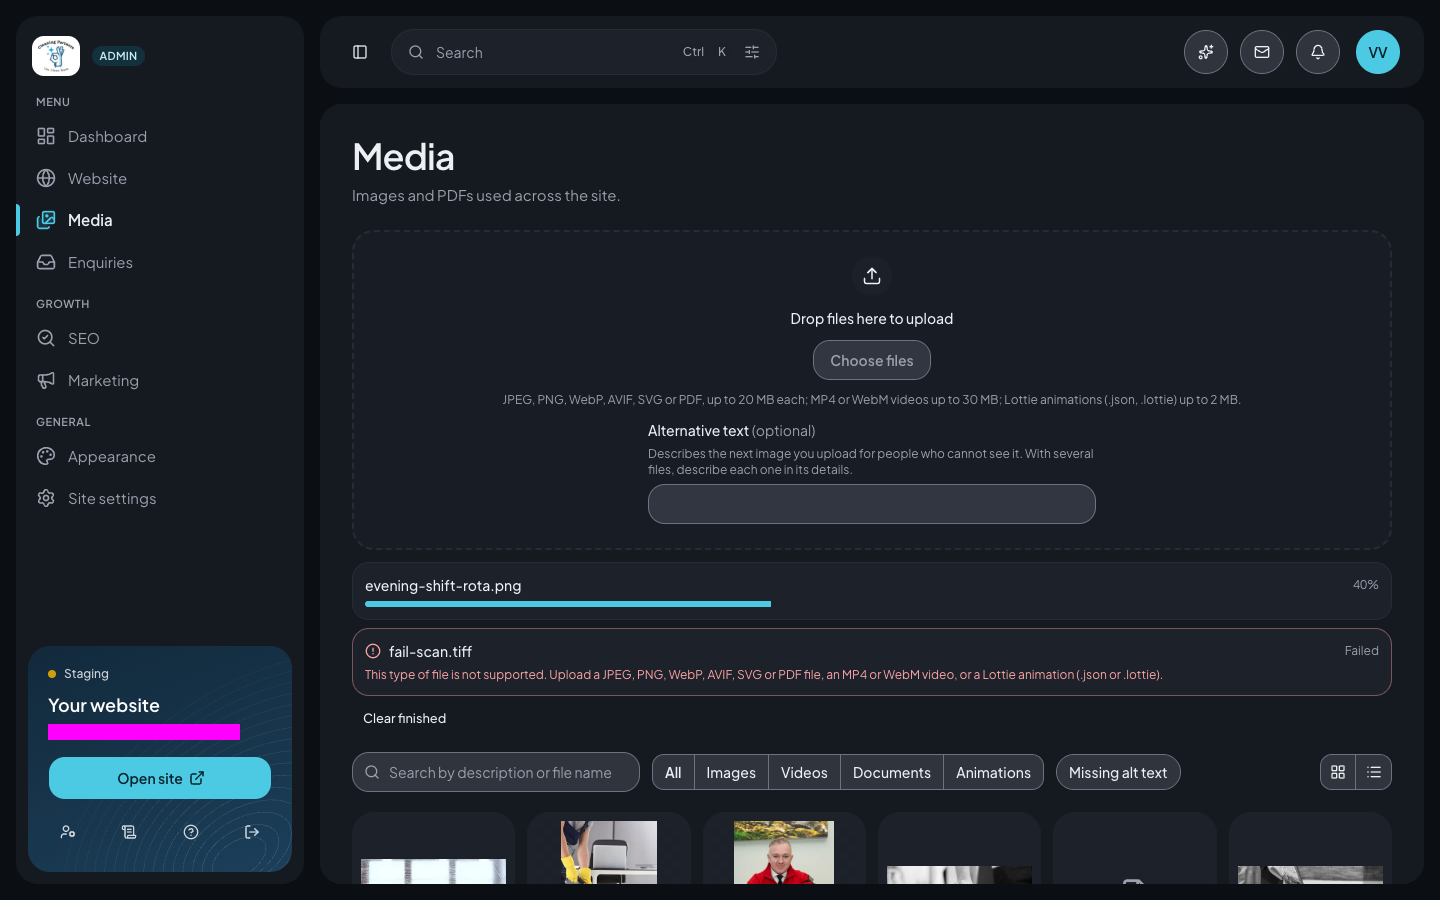 Cleaning Partners
ADMIN
Search
Ctrl K
VV
MENU
Dashboard
Website
Media
Enquiries
GROWTH
SEO
Marketing
GENERAL
Appearance
Site settings
Staging
Your website
Open site
Media
Images and PDFs used across the site.
Drop files here to upload
Choose files
JPEG, PNG, WebP, AVIF, SVG or PDF, up to 20 MB each; MP4 or WebM videos up to 30 MB; Lottie animations (.json, .lottie) up to 2 MB.
Alternative text (optional)
Describes the next image you upload for people who cannot see it. With several
files, describe each one in its details.
evening-shift-rota.png
40%
fail-scan.tiff
Failed
This type of file is not supported. Upload a JPEG, PNG, WebP, AVIF, SVG or PDF file, an MP4 or WebM video, or a Lottie animation (.json or .lottie).
Clear finished
Search by description or file name
All Images Videos Documents Animations
Missing alt text